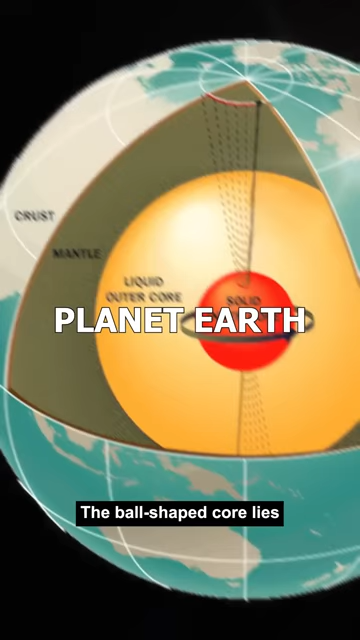 CRUST
MANTLE
LIQUID
OUTER CORE
SOLID
PLANET EARTH
The ball-shaped core lies